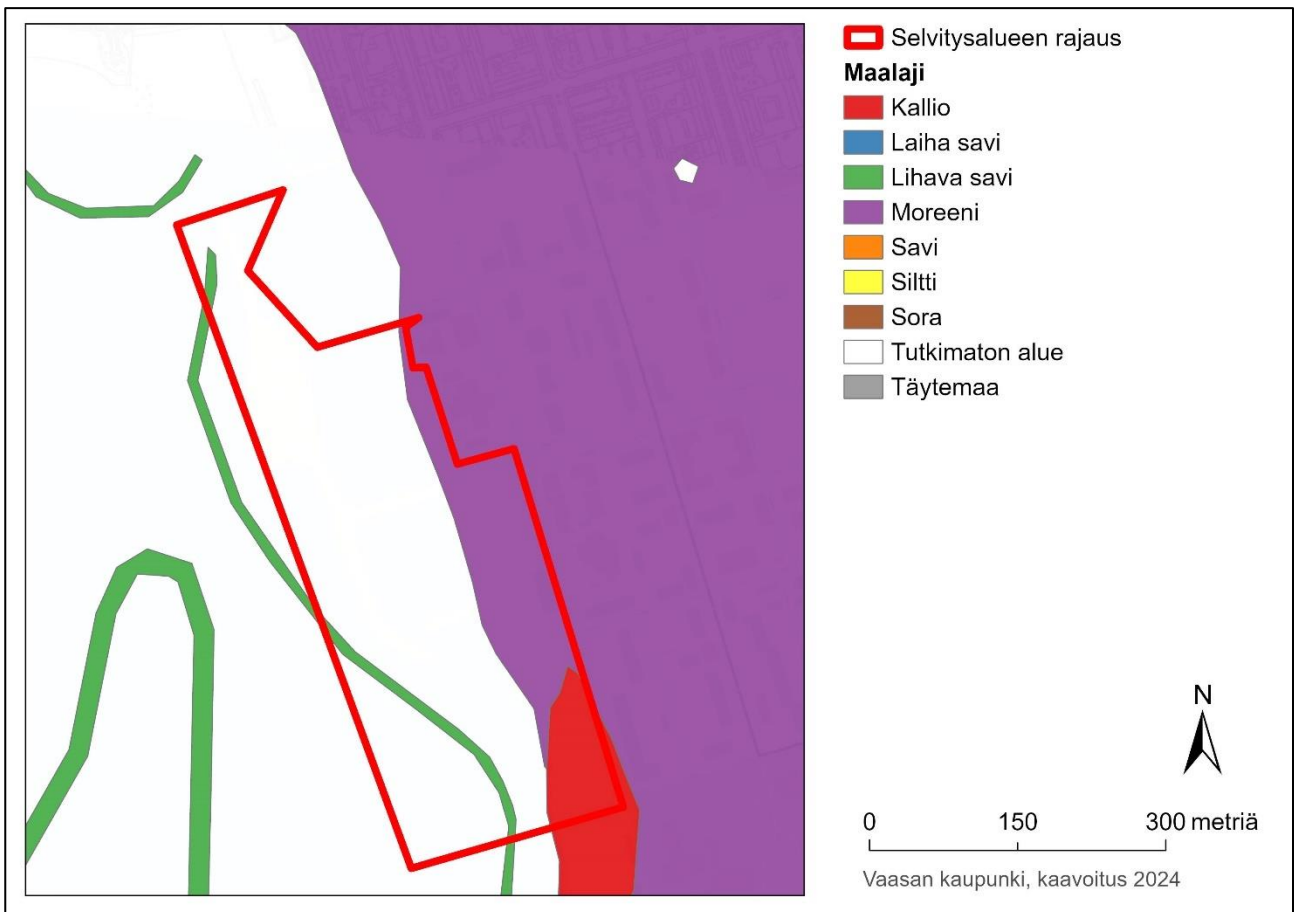 Selvitysalueen rajaus
Maalaji
Kallio
Laiha savi
Lihava savi
Moreeni
Savi
Siltti
Sora
Tutkimaton alue
Täytemaa
N
0 150 300 metriä
Vaasan kaupunki, kaavoitus 2024